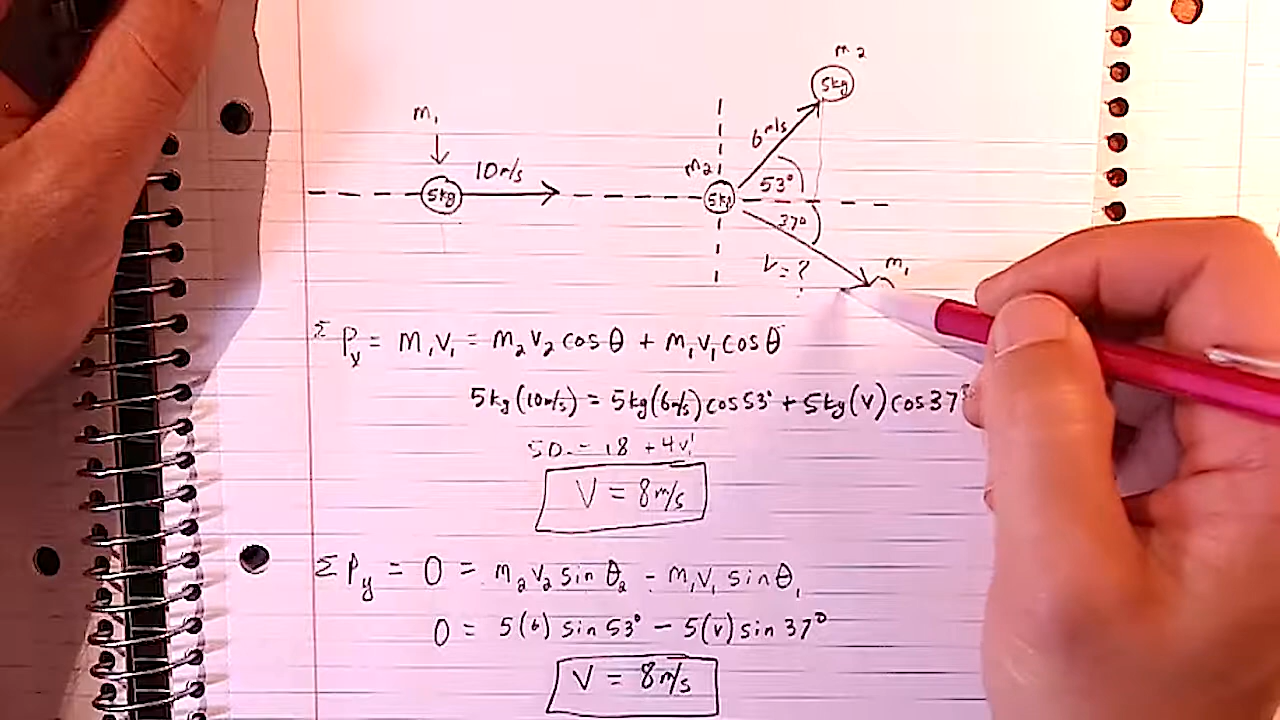 m₂
m₁
6m/s
5kg
10m/s
m₂
5kg
5kg
53°
37°
V = ?
m₁
Σ Pₓ = m₁v₁ = m₂v₂ cos θ + m₁v₁ cos θ
5kg(10m/s) = 5kg(6m/s) cos 53° + 5kg(v) cos 37°
50 = 18 + 4v
V = 8m/s
Σ Py = 0 = m₂v₂ sin θ₂ - m₁v₁ sin θ₁
0 = 5(6) sin 53° - 5(v) sin 37°
V = 8m/s